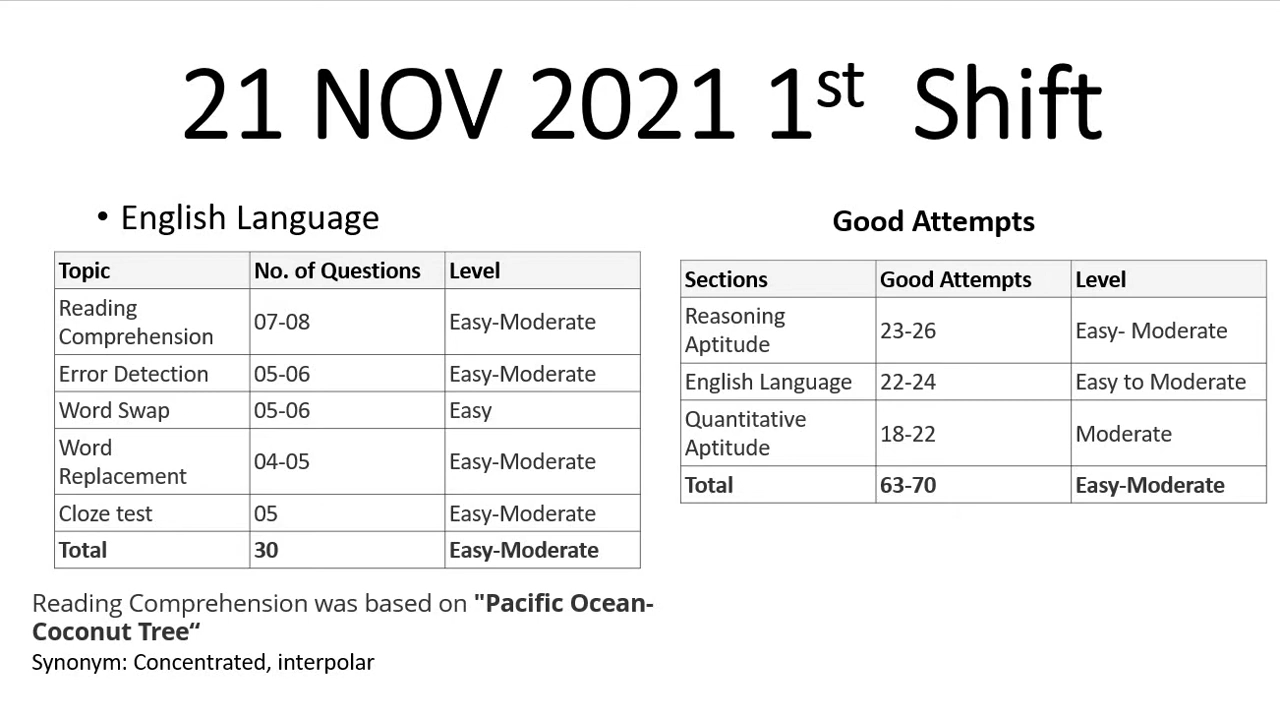 21 NOV 2021 1st Shift
• English Language
Topic No. of Questions Level
Reading
Comprehension 07-08 Easy-Moderate
Error Detection 05-06 Easy-Moderate
Word Swap 05-06 Easy
Word
Replacement 04-05 Easy-Moderate
Cloze test 05 Easy-Moderate
Total 30 Easy-Moderate
Reading Comprehension was based on "Pacific Ocean-
Coconut Tree“
Synonym: Concentrated, interpolar
Good Attempts
Sections Good Attempts Level
Reasoning
Aptitude 23-26 Easy- Moderate
English Language 22-24 Easy to Moderate
Quantitative
Aptitude 18-22 Moderate
Total 63-70 Easy-Moderate